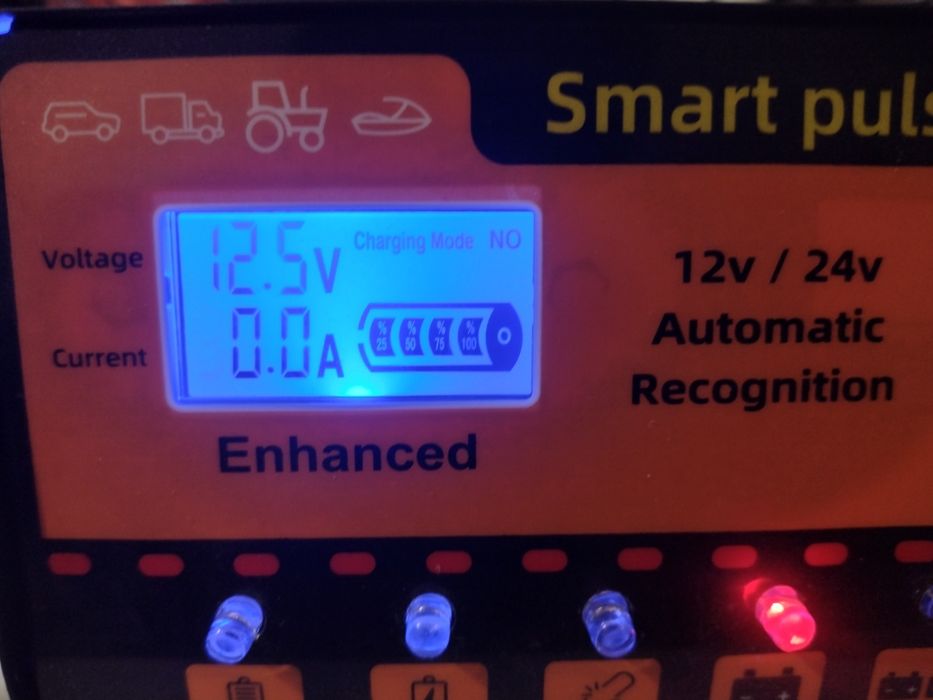 Smart puls
Voltage
12.5V
Charging Mode NO
Current
0.0A
% 25
% 50
% 75
% 100
12v / 24v
Automatic
Recognition
Enhanced